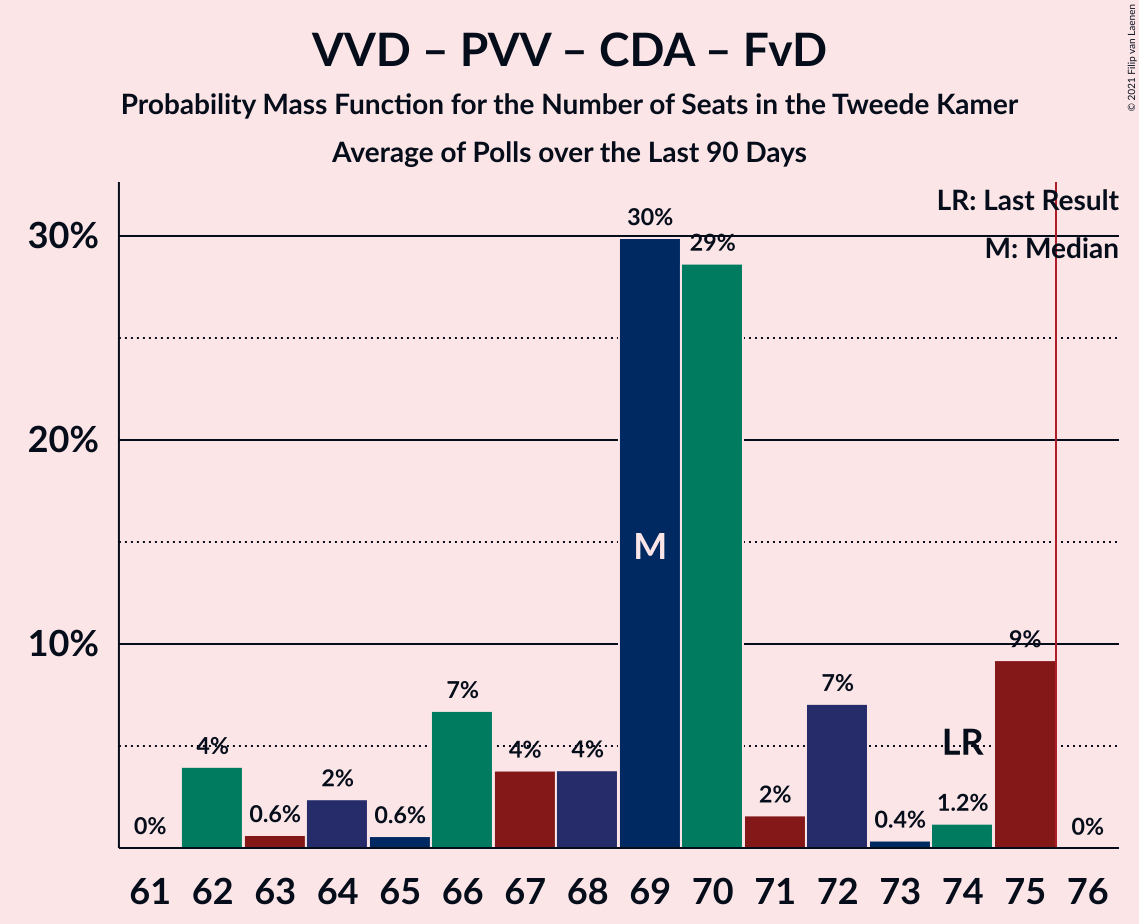 VVD – PVV – CDA – FvD
Probability Mass Function for the Number of Seats in the Tweede Kamer
Average of Polls over the Last 90 Days
© 2021 Filip van Laenen
LR: Last Result
M: Median
30%
20%
10%
0%
4%
0.6%
2%
0.6%
7%
4%
4%
30%
29%
2%
7%
0.4%
1.2%
9%
0%
M
LR
61 62 63 64 65 66 67 68 69 70 71 72 73 74 75 76